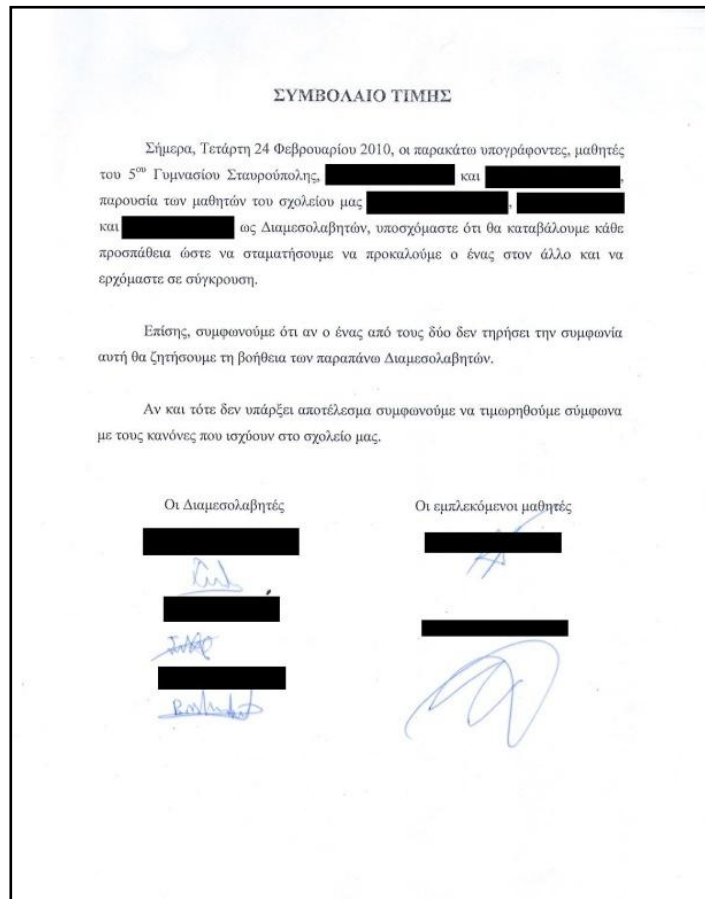 ΣΥΜΒΟΛΑΙΟ ΤΙΜΗΣ
Σήμερα, Τετάρτη 24 Φεβρουαρίου 2010, οι παρακάτω υπογράφοντες, μαθητές
του 5ου Γυμνασίου Σταυρούπολης, και ,
παρουσία των μαθητών του σχολείου μας ,
και ως Διαμεσολαβητών, υποσχόμαστε ότι θα καταβάλουμε κάθε
προσπάθεια ώστε να σταματήσουμε να προκαλούμε ο ένας στον άλλο και να
ερχόμαστε σε σύγκρουση.
Επίσης, συμφωνούμε ότι αν ο ένας από τους δύο δεν τηρήσει την συμφωνία
αυτή θα ζητήσουμε τη βοήθεια των παραπάνω Διαμεσολαβητών.
Αν και τότε δεν υπάρξει αποτέλεσμα συμφωνούμε να τιμωρηθούμε σύμφωνα
με τους κανόνες που ισχύουν στο σχολείο μας.
Οι Διαμεσολαβητές Οι εμπλεκόμενοι μαθητές